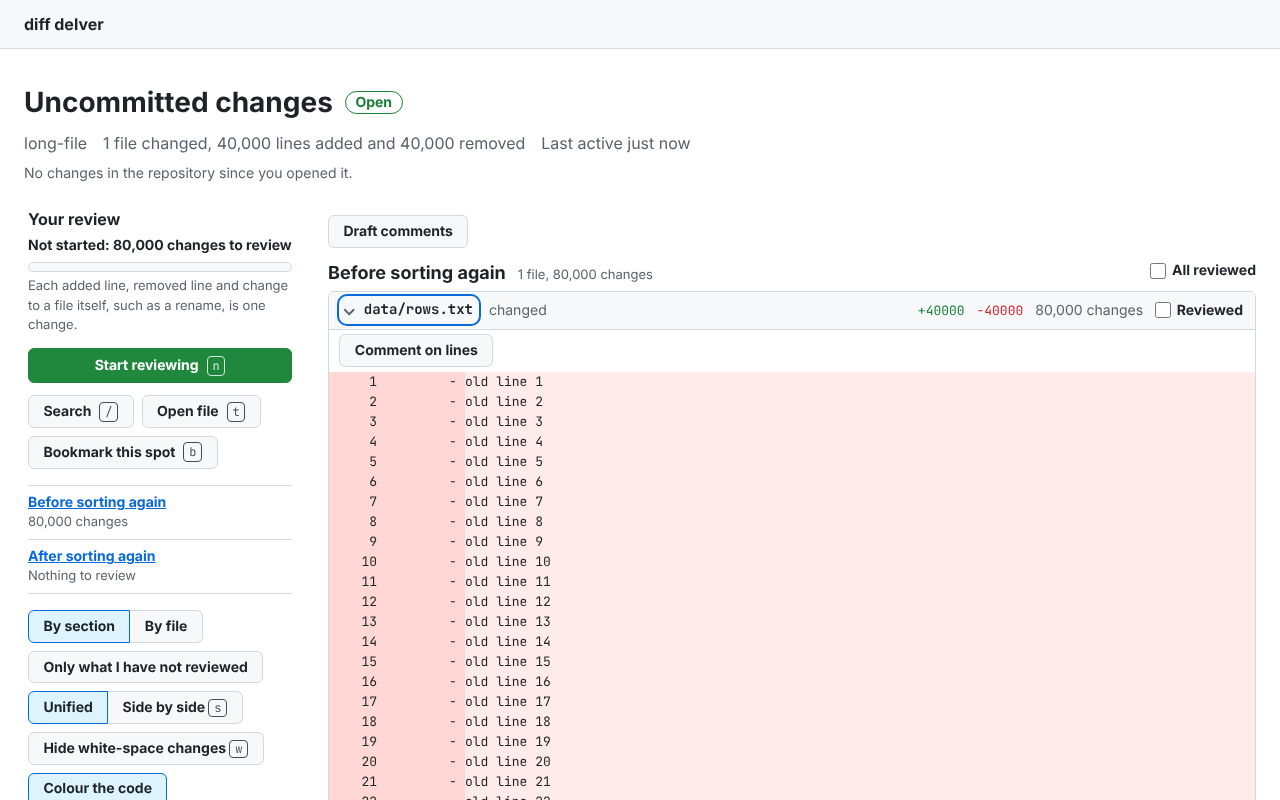 diff delver
Uncommitted changes Open
long-file 1 file changed, 40,000 lines added and 40,000 removed Last active just now
No changes in the repository since you opened it.
Your review
Not started: 80,000 changes to review
Each added line, removed line and change
to a file itself, such as a rename, is one
change.
Start reviewing n
Search / Open file t
Bookmark this spot b
Before sorting again
80,000 changes
After sorting again
Nothing to review
By section By file
Only what I have not reviewed
Unified Side by side s
Hide white-space changes w
Colour the code
Draft comments
Before sorting again 1 file, 80,000 changes All reviewed
data/rows.txt changed +40000 -40000 80,000 changes Reviewed
Comment on lines
1 - old line 1
2 - old line 2
3 - old line 3
4 - old line 4
5 - old line 5
6 - old line 6
7 - old line 7
8 - old line 8
9 - old line 9
10 - old line 10
11 - old line 11
12 - old line 12
13 - old line 13
14 - old line 14
15 - old line 15
16 - old line 16
17 - old line 17
18 - old line 18
19 - old line 19
20 - old line 20
21 - old line 21
22 - old line 22